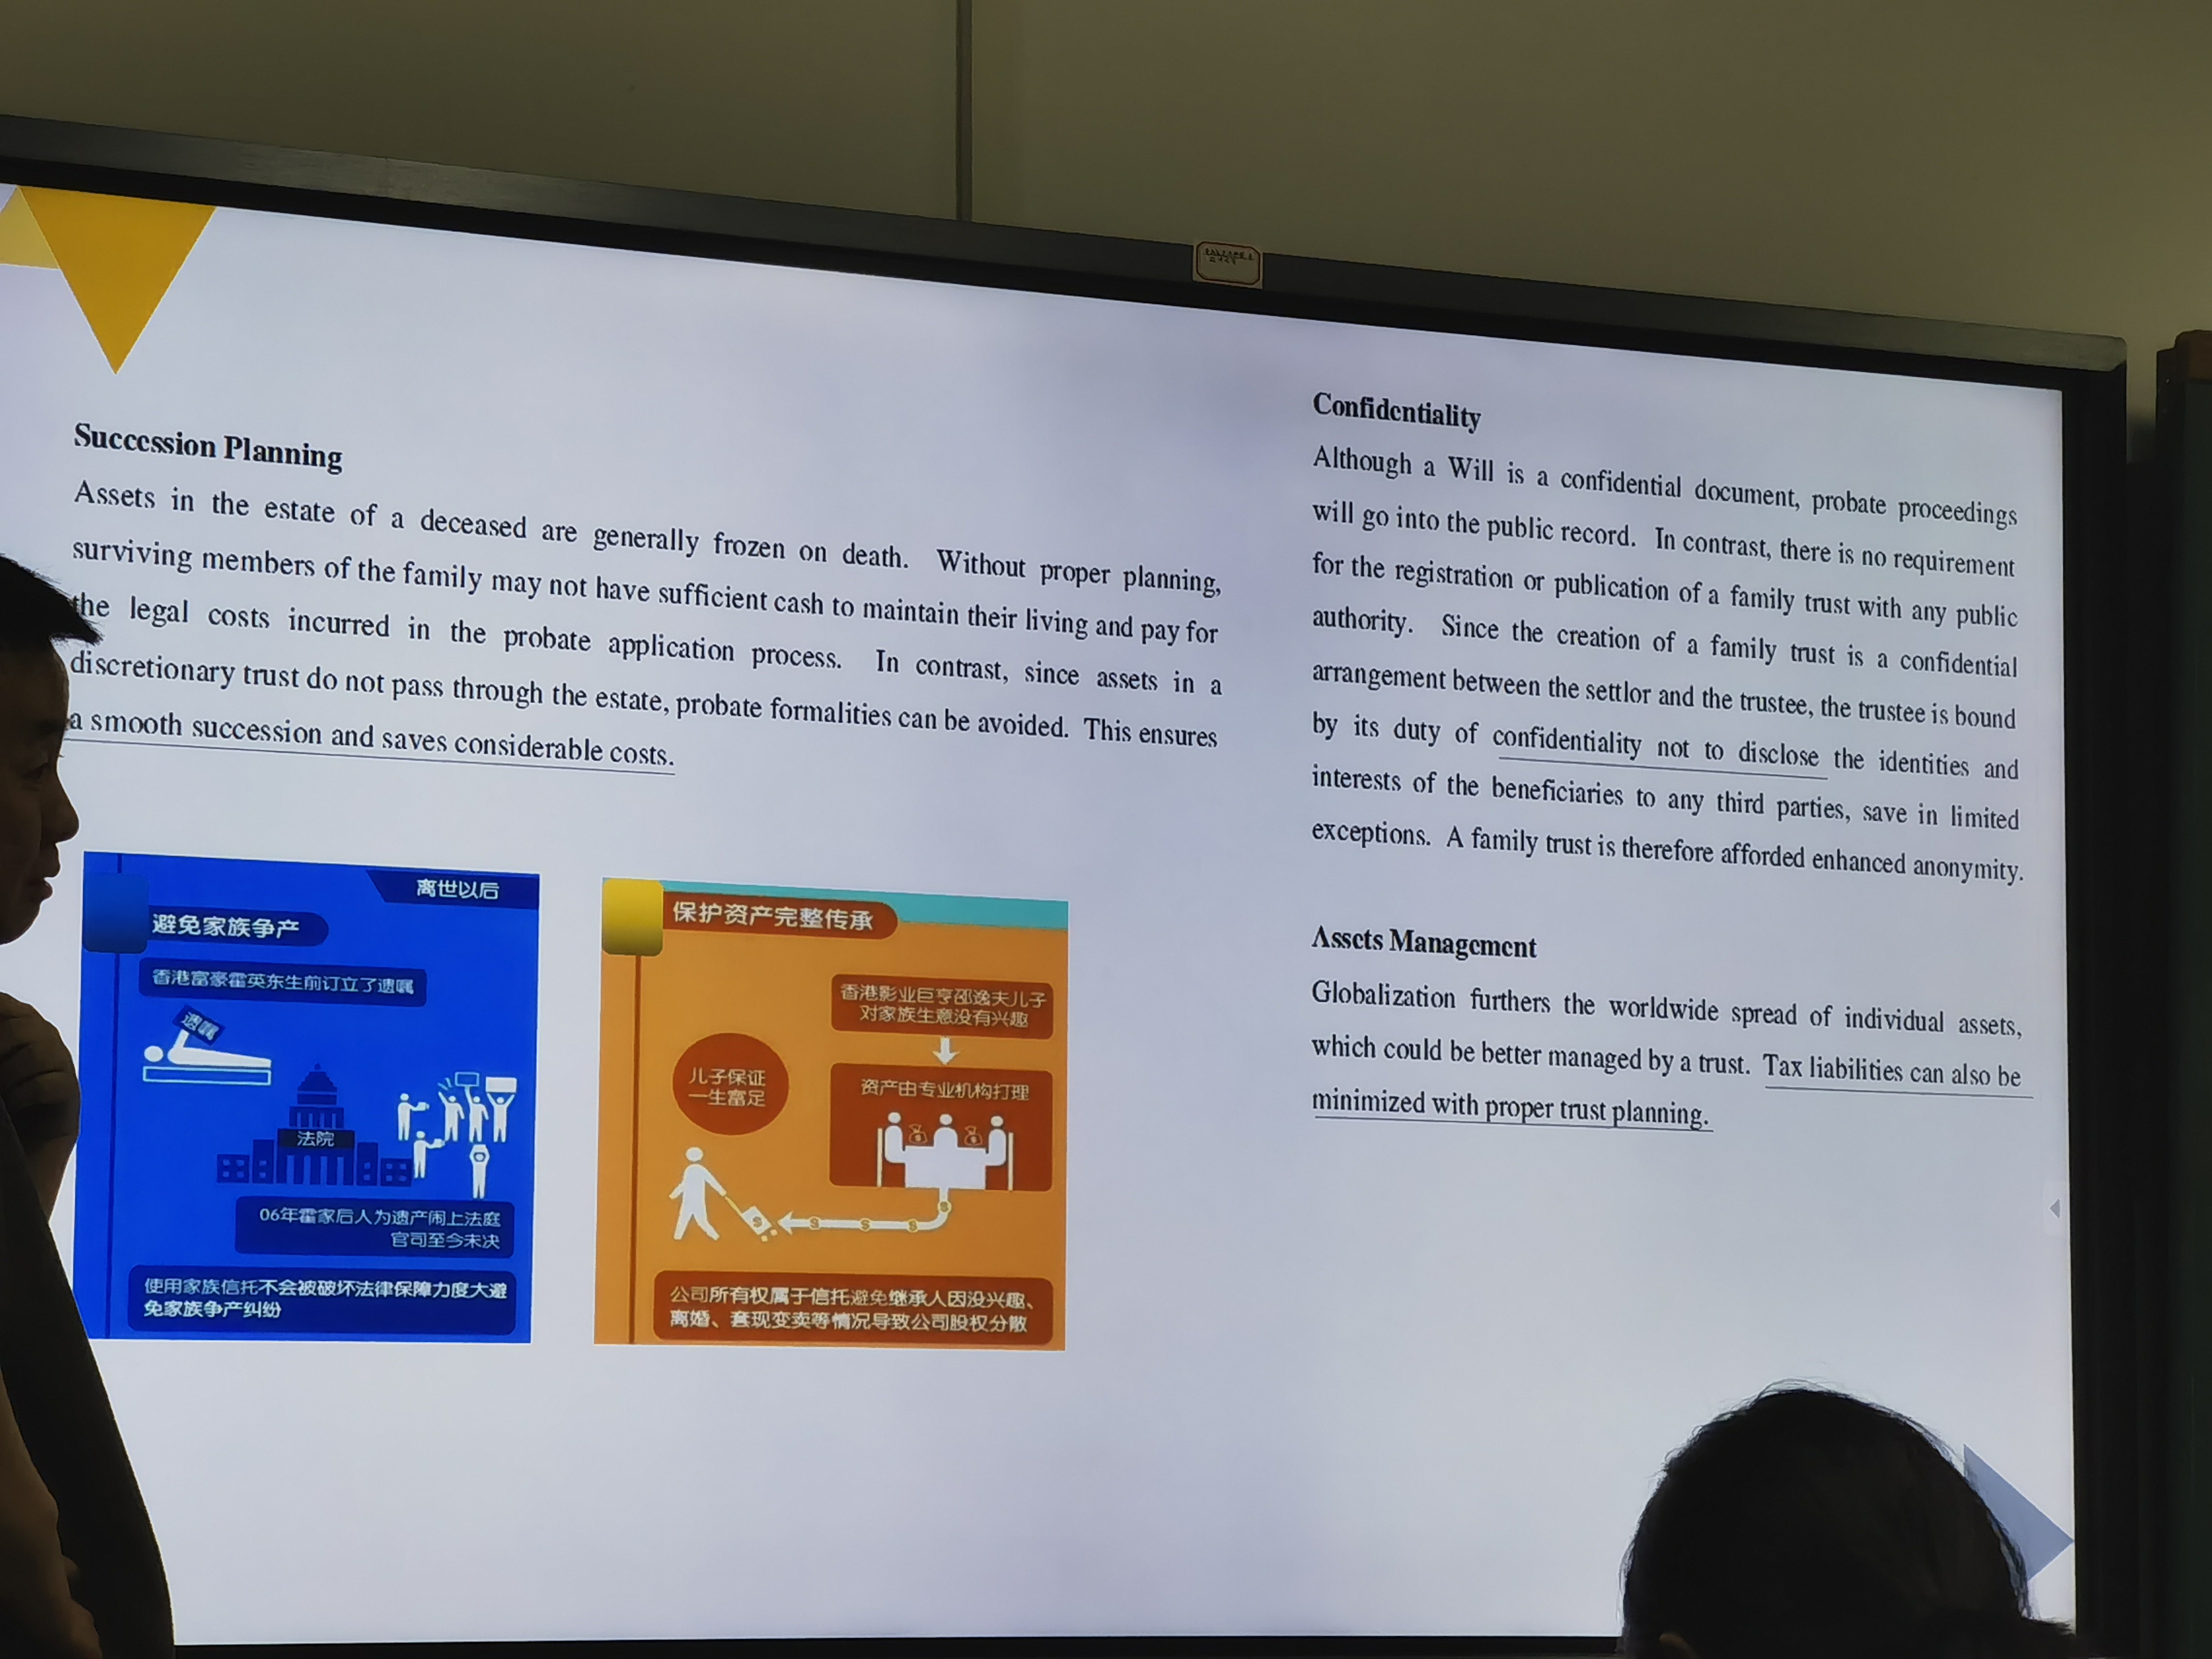 Succession Planning
Assets in the estate of a deceased are generally frozen on death. Without proper planning,
surviving members of the family may not have sufficient cash to maintain their living and pay for
the legal costs incurred in the probate application process. In contrast, since assets in a
discretionary trust do not pass through the estate, probate formalities can be avoided. This ensures
a smooth succession and saves considerable costs.
离世以后
避免家族争产
香港富豪霍英东生前订立了遗嘱
遗嘱
法院
06年霍家后人为遗产闹上法庭
官司至今未决
使用家族信托不会被破坏法律保障力度大避
免家族争产纠纷
保护资产完整传承
香港影业巨亨邵逸夫儿子
对家族生意没有兴趣
儿子保证
一生富足
资产由专业机构打理
公司所有权属于信托避免继承人因没兴趣、
离婚、套现变卖等情况导致公司股权分散
Confidentiality
Although a Will is a confidential document, probate proceedings
will go into the public record. In contrast, there is no requirement
for the registration or publication of a family trust with any public
authority. Since the creation of a family trust is a confidential
arrangement between the settlor and the trustee, the trustee is bound
by its duty of confidentiality not to disclose the identities and
interests of the beneficiaries to any third parties, save in limited
exceptions. A family trust is therefore afforded enhanced anonymity.
Assets Management
Globalization furthers the worldwide spread of individual assets,
which could be better managed by a trust. Tax liabilities can also be
minimized with proper trust planning.